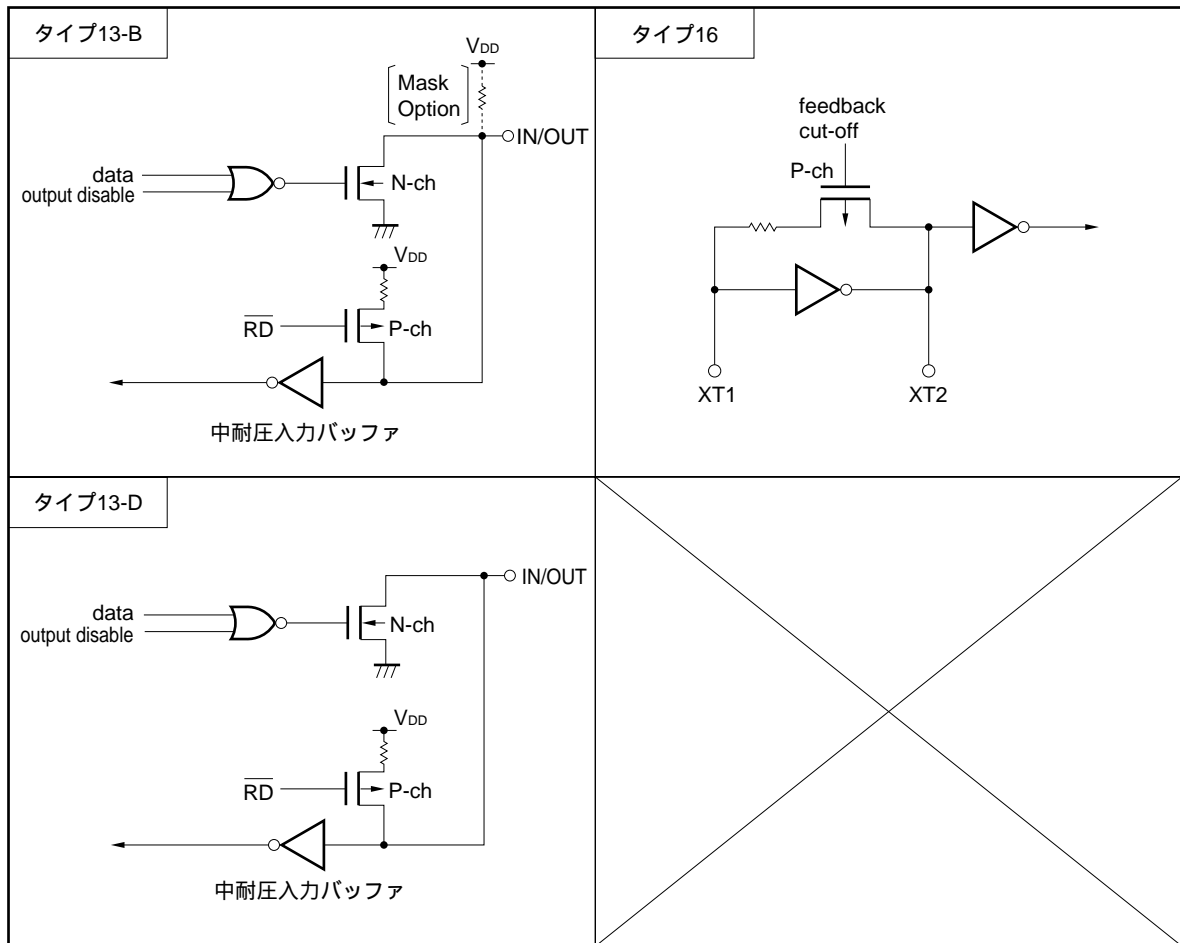 タイプ13-B
VDD
Mask
Option
IN/OUT
data
output disable
N-ch
VDD
RD
P-ch
中耐圧入力バッファ
タイプ16
feedback
cut-off
P-ch
XT1
XT2
タイプ13-D
IN/OUT
data
output disable
N-ch
VDD
RD
P-ch
中耐圧入力バッファ